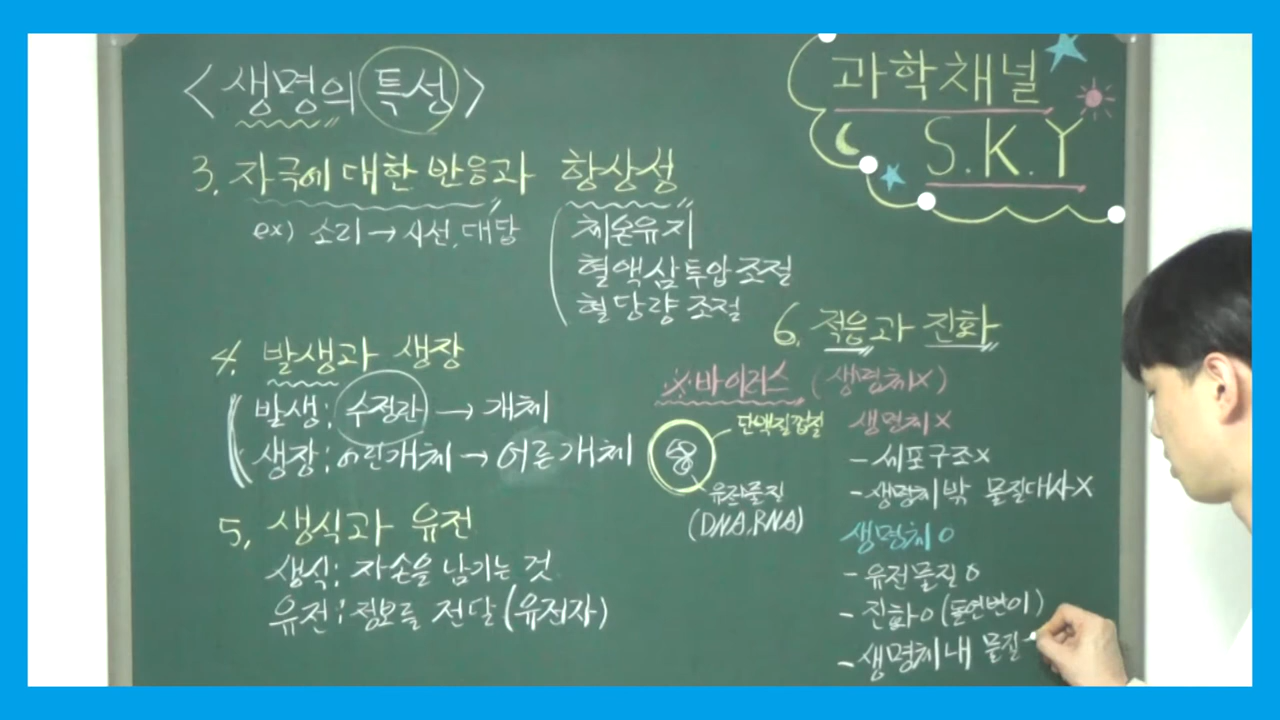 <생명의 특성>
과학채널
S.K.Y
3. 자극에 대한 반응과 항상성
ex) 소리→시선, 대답
체온유지
혈액삼투압 조절
혈당량 조절
4. 발생과 생장
발생: 수정란 → 개체
생장: 어린개체 → 어른개체
5. 생식과 유전
생식: 자손을 남기는 것
유전: 정보를 전달(유전자)
6. 적응과 진화
※바이러스 (생명체X)
단백질껍질
유전물질
(DNA, RNA)
생명체X
- 세포구조X
- 생명체 밖 물질대사X
생명체O
- 유전물질O
- 진화O(돌연변이)
- 생명체 내 물질